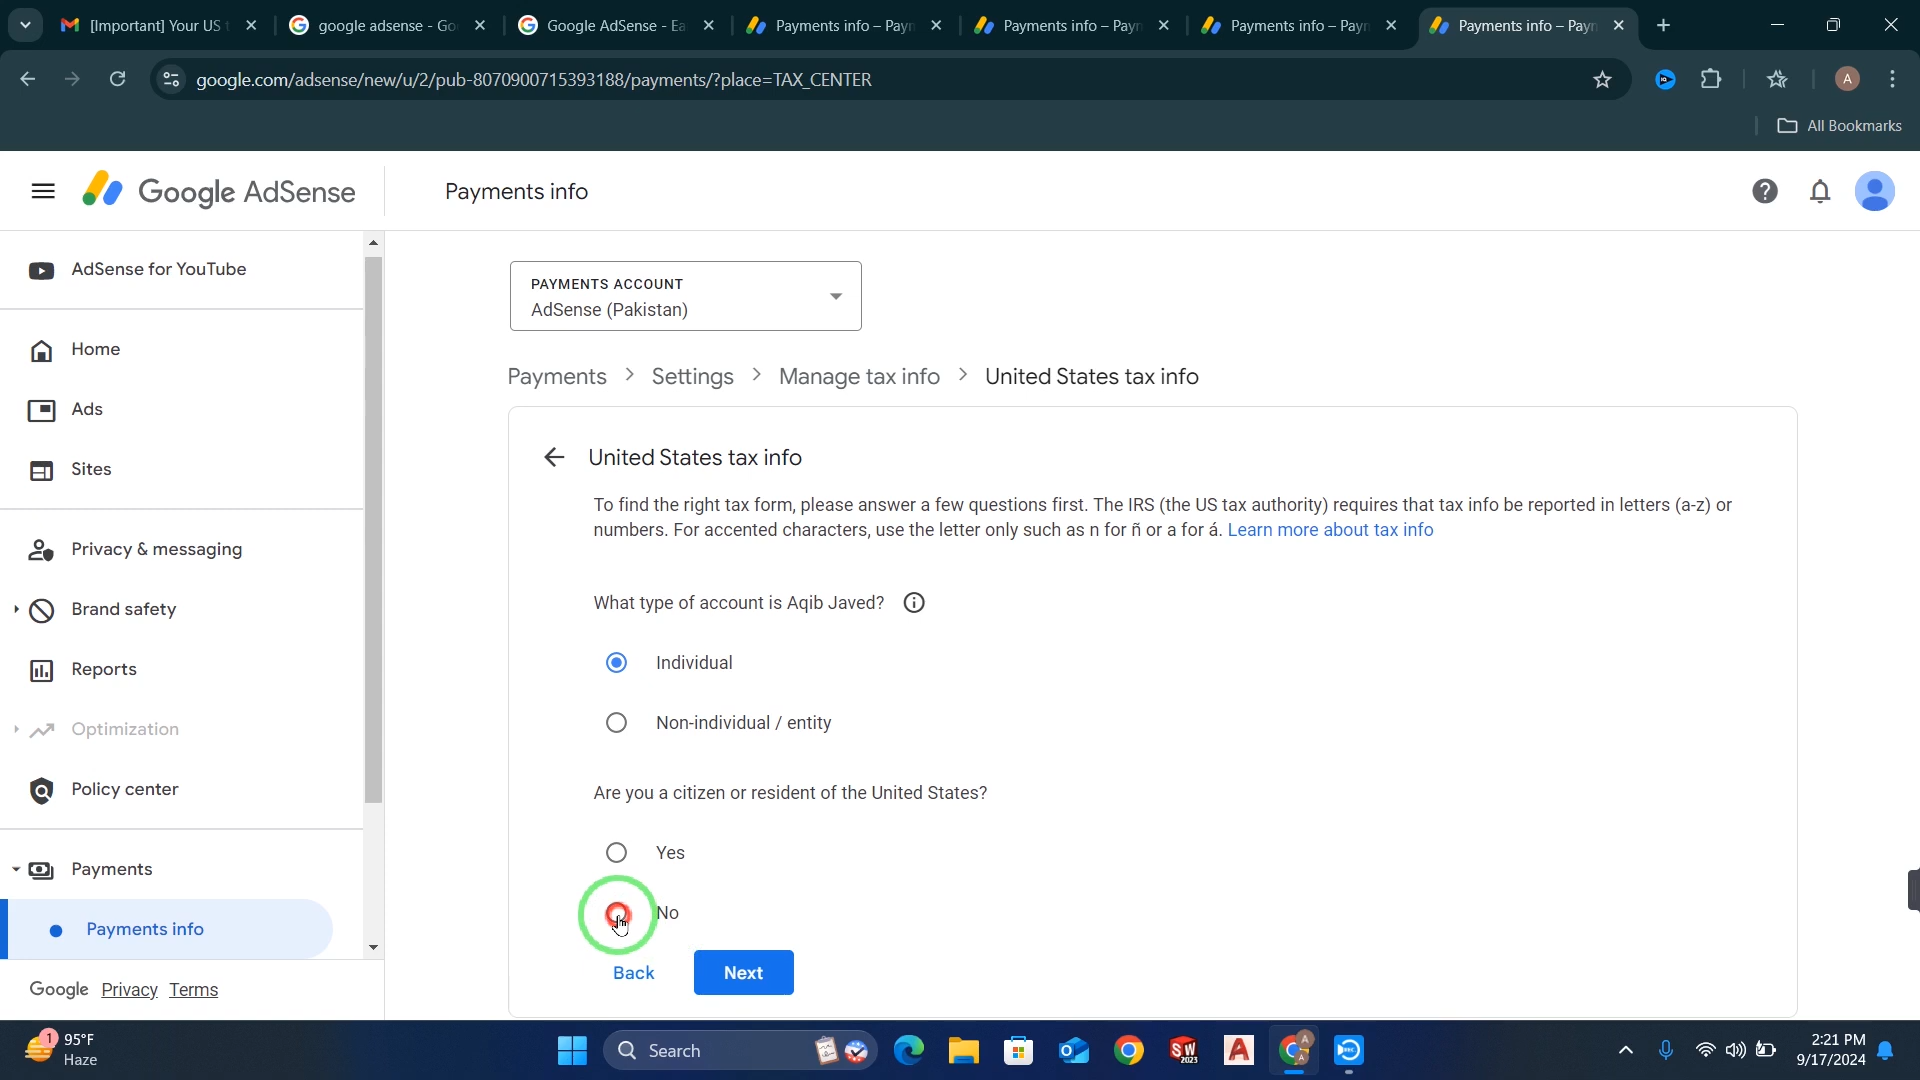 [Important] Your US t
google adsense - Go
Google AdSense - Ea
Payments info – Payn
Payments info – Payn
Payments info – Payn
Payments info – Payn
google.com/adsense/new/u/2/pub-8070900715393188/payments/?place=TAX_CENTER
A
All Bookmarks
Google AdSense
Payments info
AdSense for YouTube
Home
Ads
Sites
Privacy & messaging
Brand safety
Reports
Optimization
Policy center
Payments
Payments info
Google Privacy Terms
PAYMENTS ACCOUNT
AdSense (Pakistan)
Payments > Settings > Manage tax info > United States tax info
United States tax info
To find the right tax form, please answer a few questions first. The IRS (the US tax authority) requires that tax info be reported in letters (a-z) or
numbers. For accented characters, use the letter only such as n for ñ or a for á. Learn more about tax info
What type of account is Aqib Javed?
Individual
Non-individual / entity
Are you a citizen or resident of the United States?
Yes
No
Back
Next
1
95°F
Haze
Search
SW
2023
A
A
A
REC
2:21 PM
9/17/2024